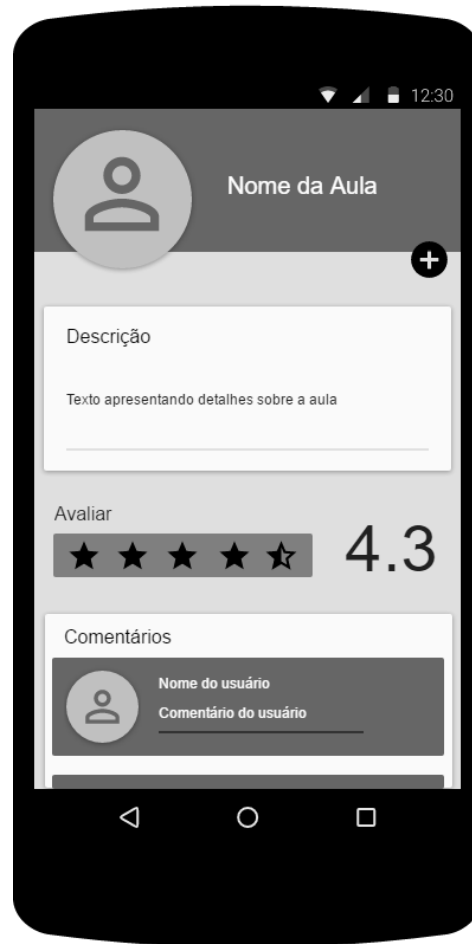 12:30
Nome da Aula
Descrição
Texto apresentando detalhes sobre a aula
Avaliar
4.3
Comentários
Nome do usuário
Comentário do usuário